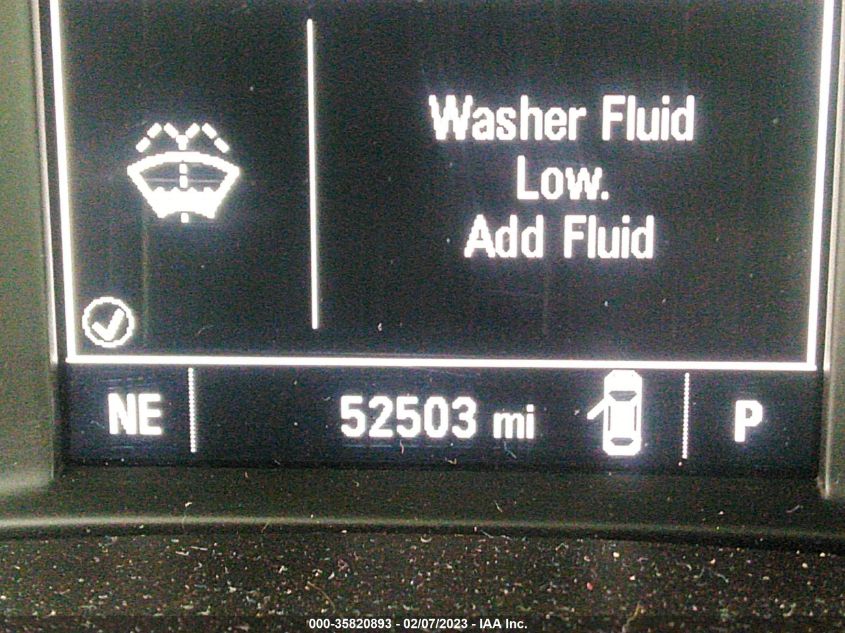 Washer Fluid
Low.
Add Fluid
NE 52503 mi P
000-35820893 - 02/07/2023 - IAA Inc.